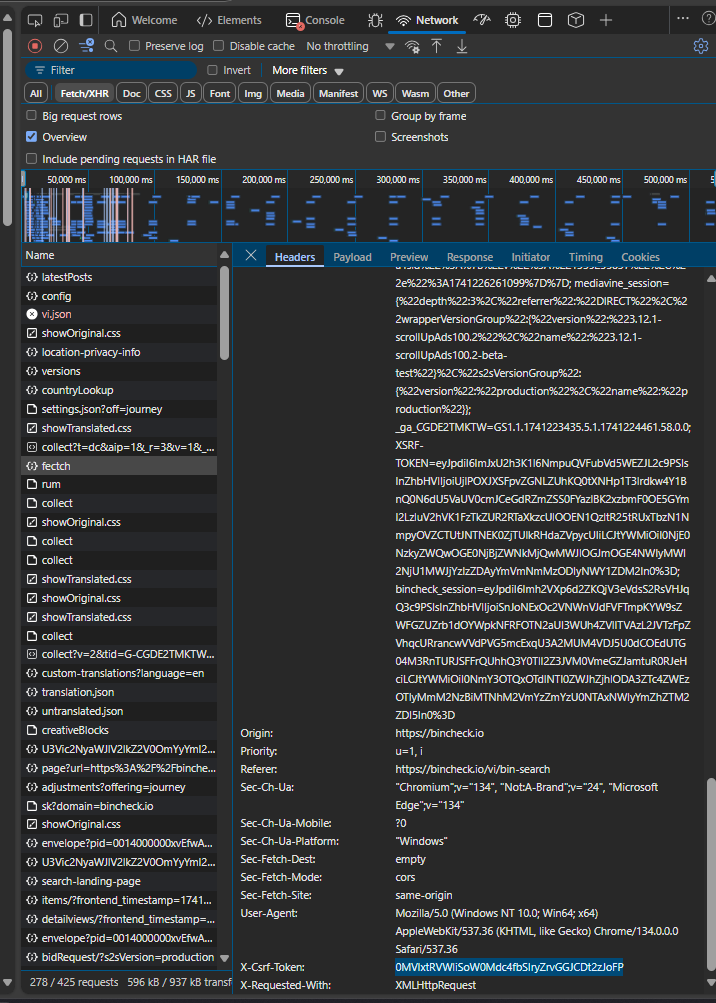 Welcome Elements Console Network
Preserve log Disable cache No throttling
Filter Invert More filters
All Fetch/XHR Doc CSS JS Font Img Media Manifest WS Wasm Other
Big request rows Group by frame
Overview Screenshots
Include pending requests in HAR file
50,000 ms 100,000 ms 150,000 ms 200,000 ms 250,000 ms 300,000 ms 350,000 ms 400,000 ms 450,000 ms 500,000 ms
Name
latestPosts
config
vi.json
showOriginal.css
location-privacy-info
versions
countryLookup
settings.json?off=journey
showTranslated.css
collect?t=dc&aip=1&_r=3&v=1&_...
fectch
rum
collect
showOriginal.css
collect
collect
showTranslated.css
showOriginal.css
showTranslated.css
collect
collect?v=2&tid=G-CGDE2TMKTW...
custom-translations?language=en
translation.json
untranslated.json
creativeBlocks
U3Vic2NyaWJlV2lkZ2V0OmYyYmI2...
page?url=https%3A%2F%2Fbinche...
adjustments?offering=journey
sk?domain=bincheck.io
showOriginal.css
envelope?pid=0014000000xvEfwA...
U3Vic2NyaWJlV2lkZ2V0OmYyYmI2...
search-landing-page
items/?frontend_timestamp=1741...
detailviews/?frontend_timestamp=...
envelope?pid=0014000000xvEfwA...
bidRequest/?s2sVersion=production
278 / 425 requests 596 kB / 937 kB transf
Headers Payload Preview Response Initiator Timing Cookies
2e%22%3A1741226261099%7D%7D; mediavine_session=
{%22depth%22:3%2C%22referrer%22:%22DIRECT%22%2C%2
2wrapperVersionGroup%22:{%22version%22:%223.12.1-
scrollUpAds100.2%22%2C%22name%22:%223.12.1-
scrollUpAds100.2-beta-
test%22}%2C%22s2sVersionGroup%22:
{%22version%22:%22production%22%2C%22name%22:%22p
roduction%22}};
_ga_CGDE2TMKTW=GS1.1.1741223435.5.1.1741224461.58.0.0;
XSRF-
Origin: https://bincheck.io
Priority: u=1, i
Referer: https://bincheck.io/vi/bin-search
Sec-Ch-Ua: "Chromium";v="134", "Not:A-Brand";v="24", "Microsoft
Edge";v="134"
Sec-Ch-Ua-Mobile: ?0
Sec-Ch-Ua-Platform: "Windows"
Sec-Fetch-Dest: empty
Sec-Fetch-Mode: cors
Sec-Fetch-Site: same-origin
User-Agent: Mozilla/5.0 (Windows NT 10.0; Win64; x64)
AppleWebKit/537.36 (KHTML, like Gecko) Chrome/134.0.0.0
Safari/537.36
X-Csrf-Token:
X-Requested-With: XMLHttpRequest